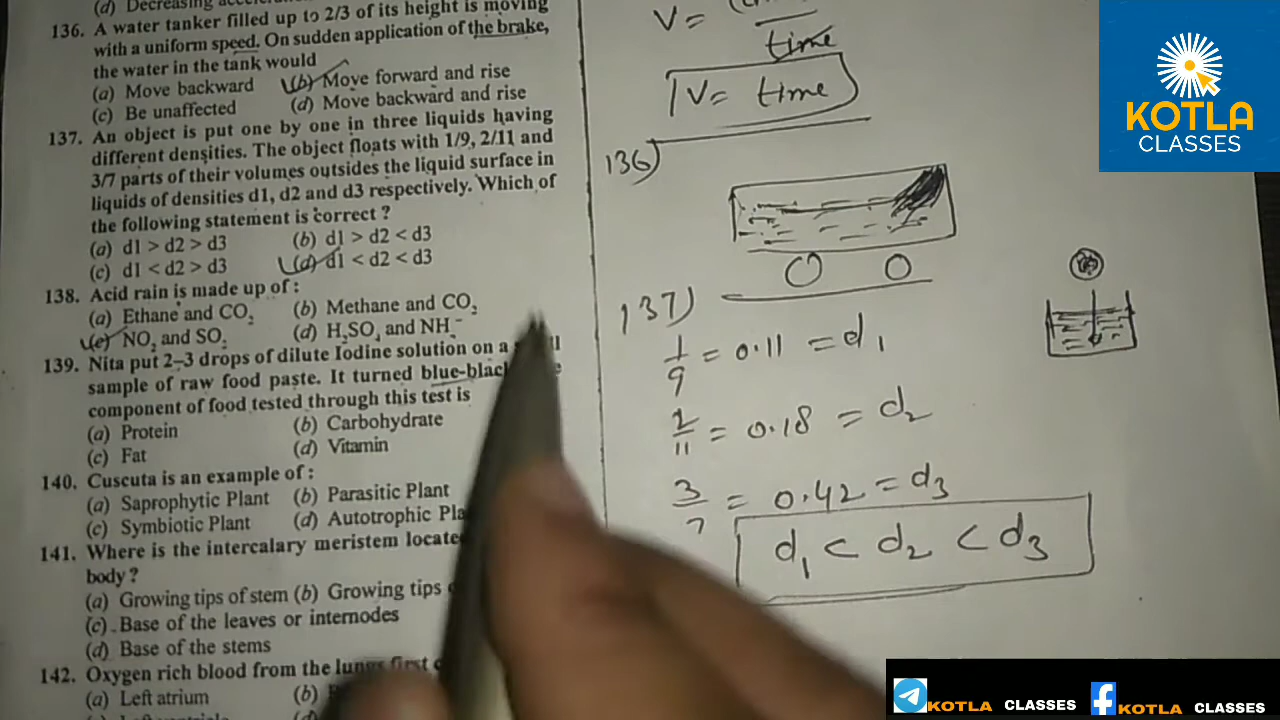 (d) Decreasing
136. A water tanker filled up to 2/3 of its height is moving
with a uniform speed. On sudden application of the brake,
the water in the tank would
(a) Move backward (b) Move forward and rise
(c) Be unaffected (d) Move backward and rise
137. An object is put one by one in three liquids having
different densities. The object floats with 1/9, 2/11 and
3/7 parts of their volumes outsides the liquid surface in
liquids of densities d1, d2 and d3 respectively. Which of
the following statement is correct ?
(a) d1 > d2 > d3 (b) d1 > d2 < d3
(c) d1 < d2 > d3 (d) d1 < d2 < d3
138. Acid rain is made up of :
(a) Ethane and CO₂ (b) Methane and CO₂
(c) NO₂ and SO₂ (d) H₂SO₄ and NH
139. Nita put 2–3 drops of dilute Iodine solution on a
sample of raw food paste. It turned blue-black
component of food tested through this test is
(a) Protein (b) Carbohydrate
(c) Fat (d) Vitamin
140. Cuscuta is an example of :
(a) Saprophytic Plant (b) Parasitic Plant
(c) Symbiotic Plant (d) Autotrophic
141. Where is the intercalary meristem
body ?
(a) Growing tips of stem (b) Growing tips
(c) Base of the leaves or internodes
(d) Base of the stems
142. Oxygen rich blood from the lungs first
(a) Left atrium (b)
V =
time
V = time
136)
137)
1/9 = 0.11 = d₁
2/11 = 0.18 = d₂
3/7 = 0.42 = d₃
d₁ < d₂ < d₃
KOTLA
CLASSES
KOTLA CLASSES KOTLA CLASSES